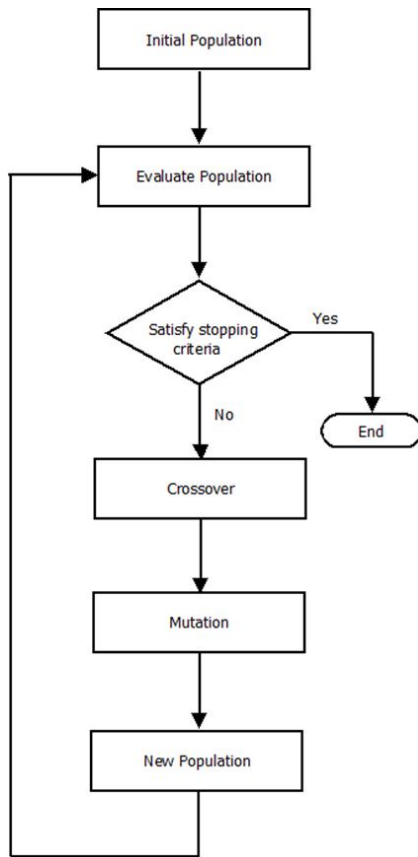 Initial Population
Evaluate Population
Satisfy stopping
criteria
Yes
No
End
Crossover
Mutation
New Population